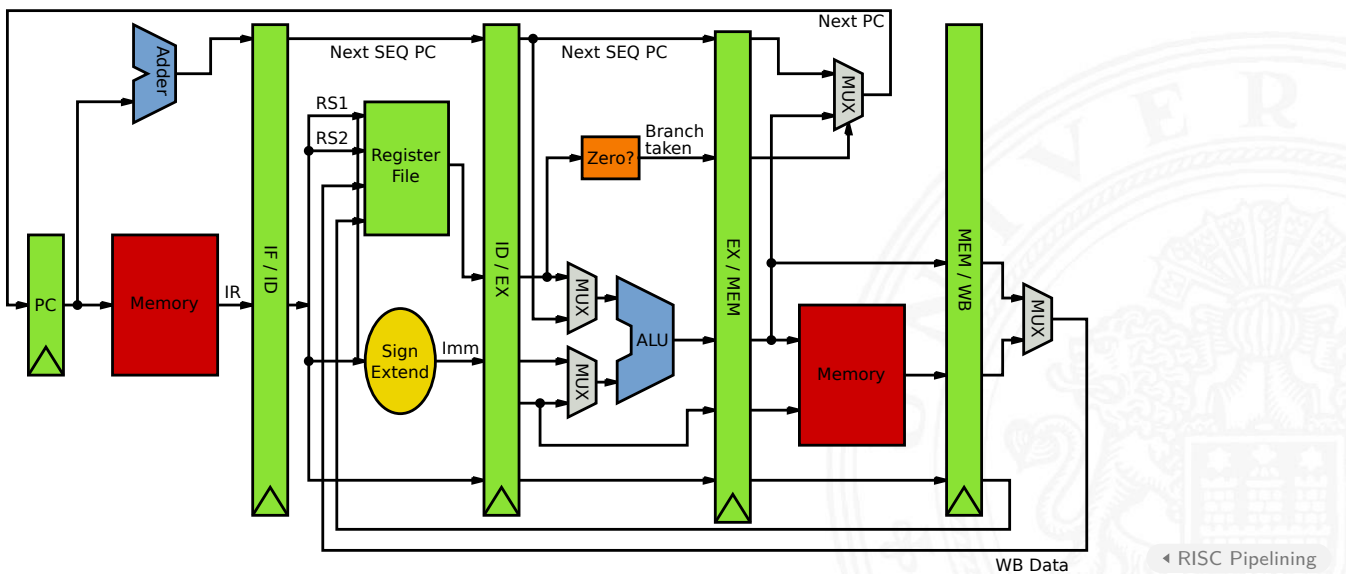 Next PC
Adder
Next SEQ PC
Next SEQ PC
MUX
RS1
RS2
Register
File
Branch
taken
Zero?
IF / ID
ID / EX
EX / MEM
MEM / WB
PC
Memory
IR
MUX
MUX
Sign
Extend
Imm
MUX
ALU
Memory
WB Data
RISC Pipelining
V E R